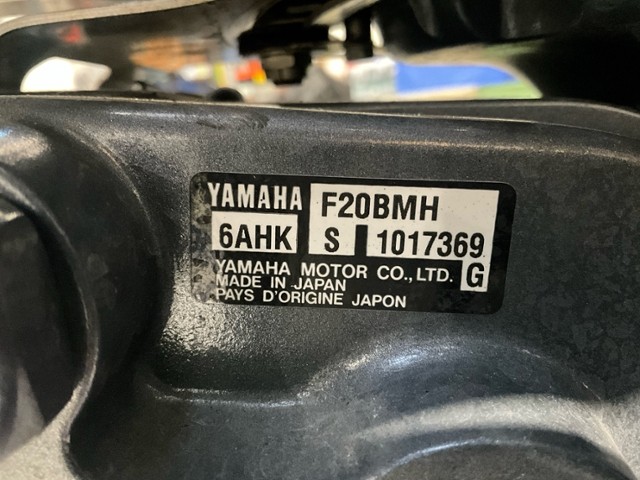 YAMAHA F20BMH
6AHK S 1017369
YAMAHA MOTOR CO., LTD. G
MADE IN JAPAN
PAYS D'ORIGINE JAPON